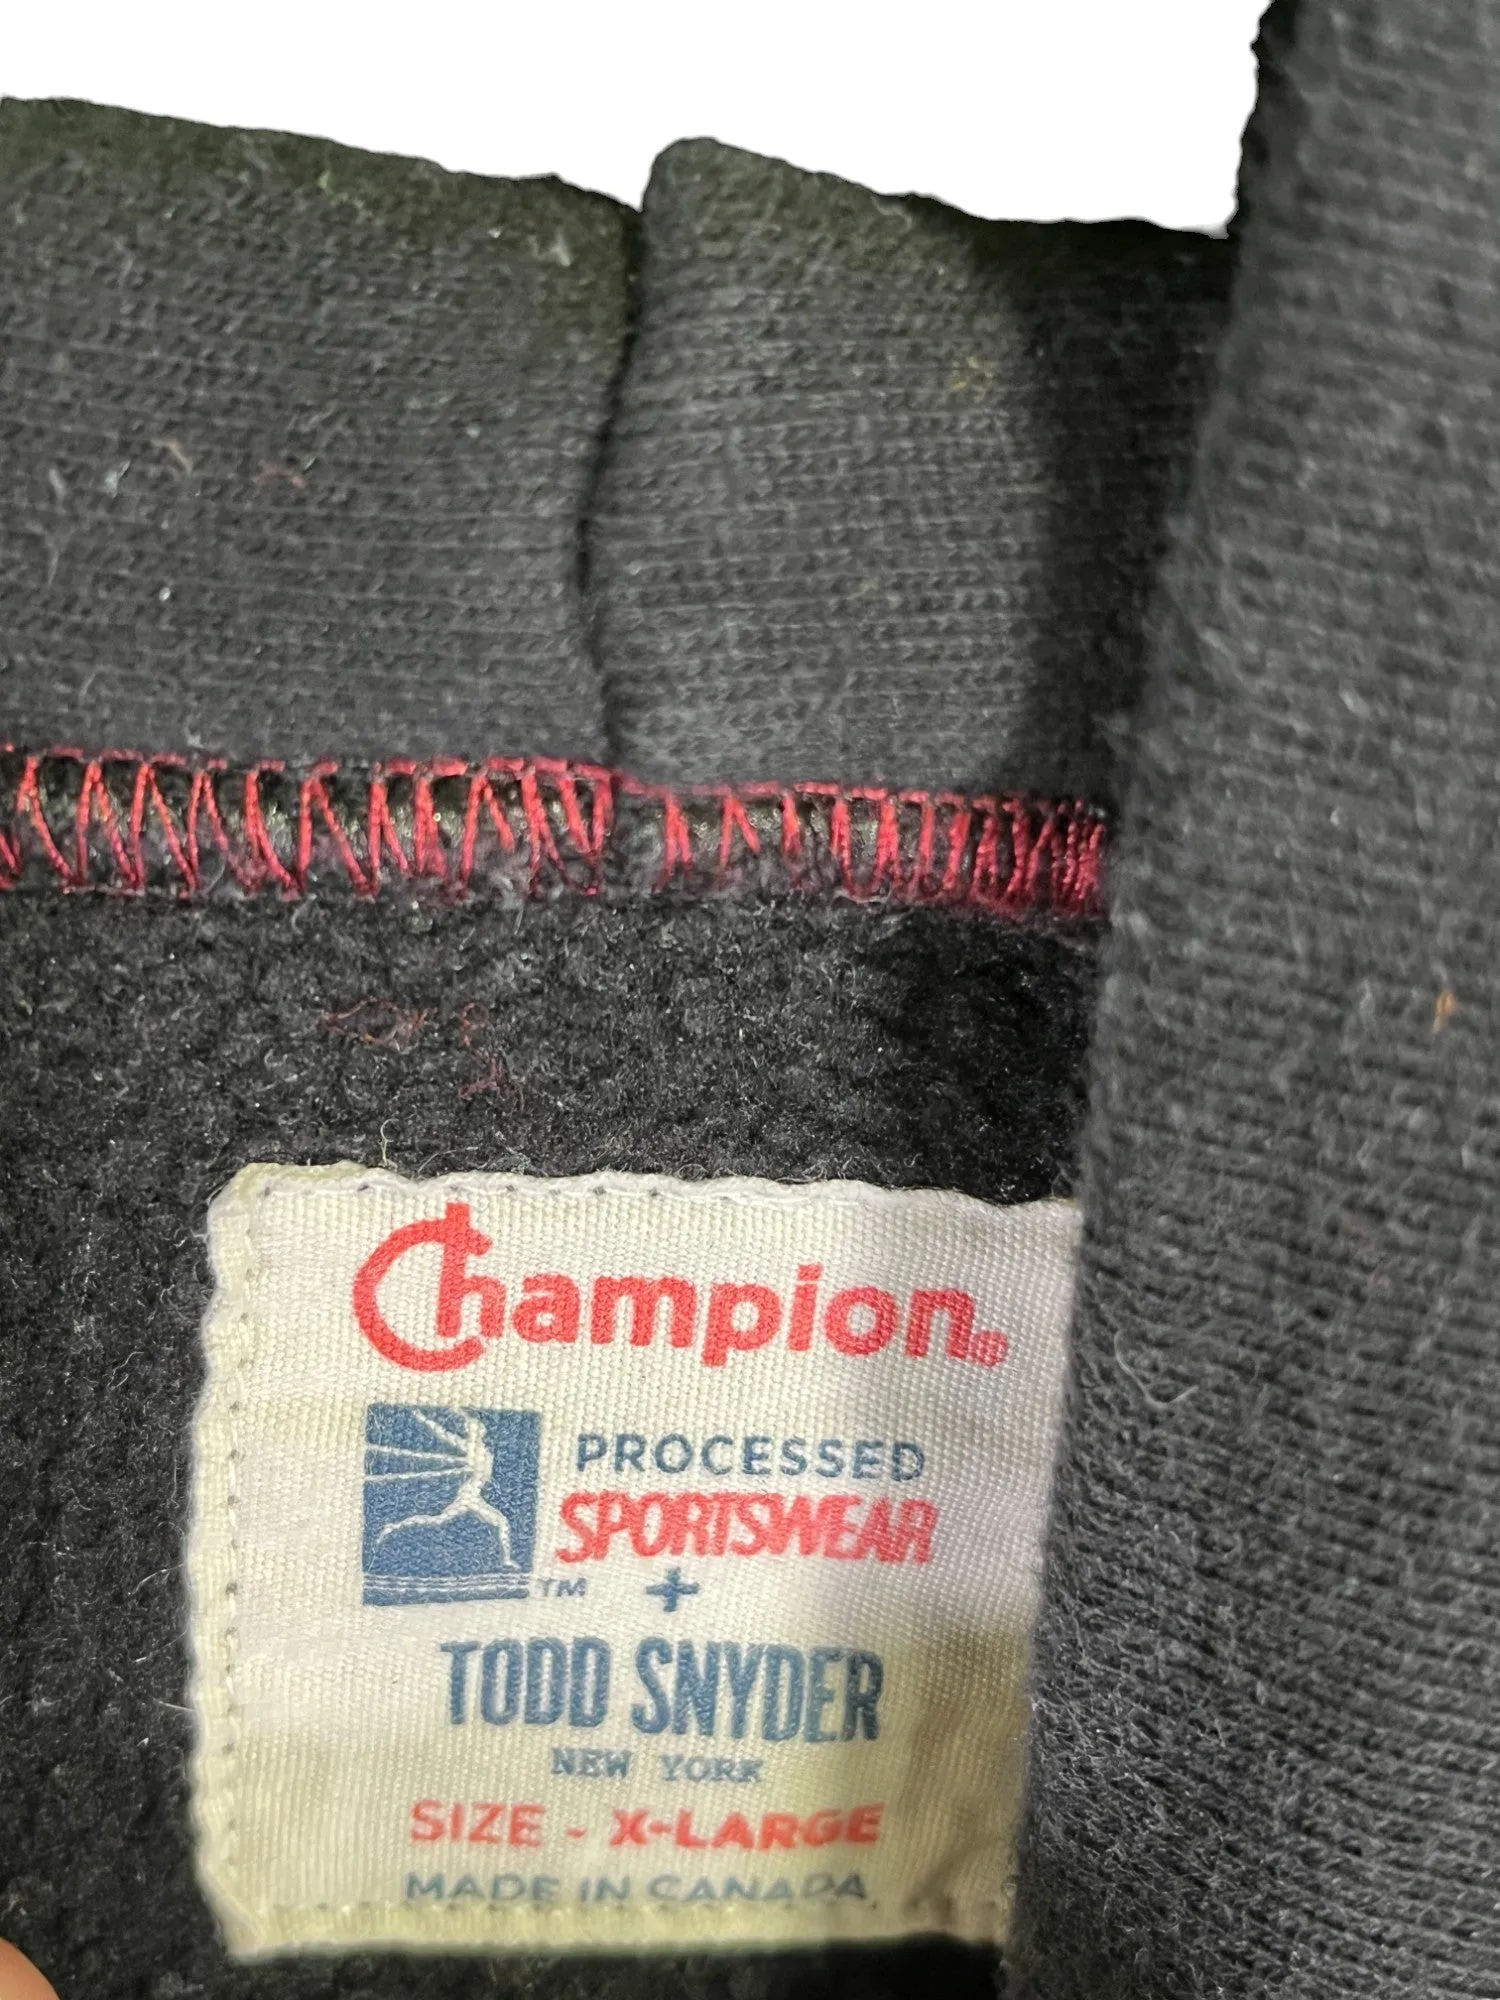 Champion®
PROCESSED
SPORTSWEAR
™ +
TODD SNYDER
NEW YORK
SIZE - X-LARGE
MADE IN CANADA